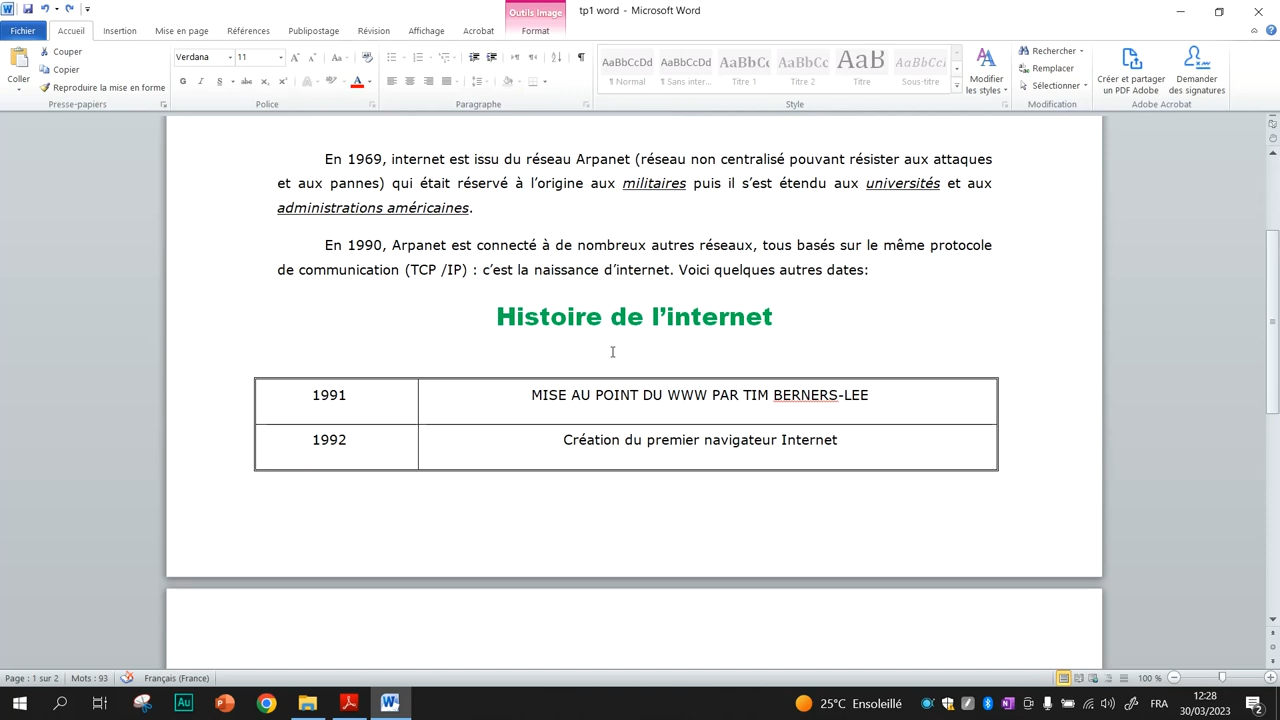 Outils Image
tp1 word - Microsoft Word
Fichier Accueil Insertion Mise en page Références Publipostage Révision Affichage Acrobat Format
Coller
Couper
Copier
Reproduire la mise en forme
Presse-papiers
Verdana 11
Police
Paragraphe
AaBbCcDd AaBbCcDd AaBbCc AaBbCc AaB AaBbCcI
¶ Normal ¶ Sans inter... Titre 1 Titre 2 Titre Sous-titre
Style
Modifier
les styles
Rechercher
Remplacer
Sélectionner
Modification
Créer et partager
un PDF Adobe
Demander
des signatures
Adobe Acrobat
En 1969, internet est issu du réseau Arpanet (réseau non centralisé pouvant résister aux attaques
et aux pannes) qui était réservé à l’origine aux militaires puis il s’est étendu aux universités et aux
administrations américaines.
En 1990, Arpanet est connecté à de nombreux autres réseaux, tous basés sur le même protocole
de communication (TCP /IP) : c’est la naissance d’internet. Voici quelques autres dates:
Histoire de l’internet
1991 MISE AU POINT DU WWW PAR TIM BERNERS-LEE
1992 Création du premier navigateur Internet
Page : 1 sur 2 Mots : 93 Français (France) 100 %
25°C Ensoleillé FRA 12:28
30/03/2023